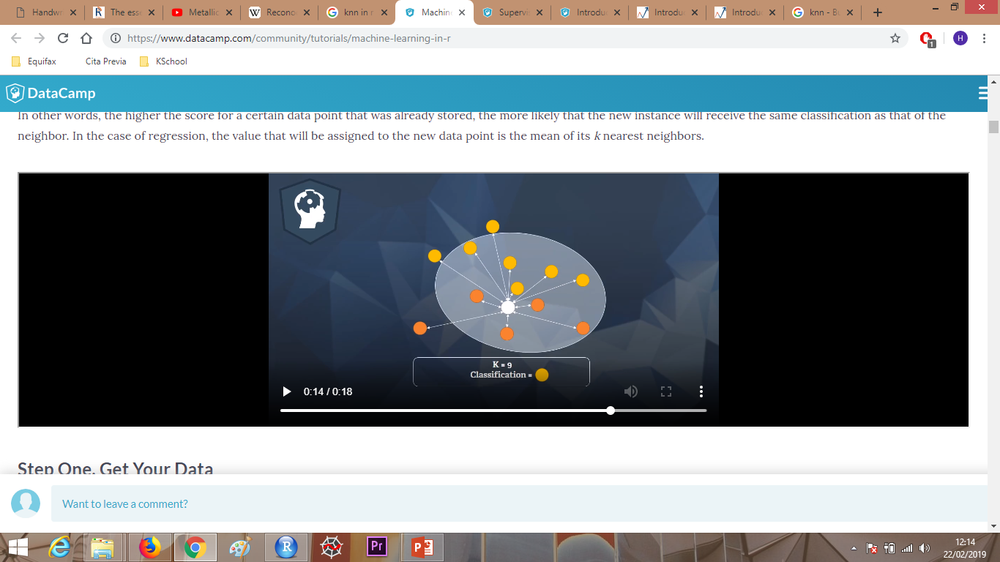 Handwr
The esse
Metallic
Recono
knn in r
Machin
Supervi
Introdu
Introdu
Introdu
knn - B
https://www.datacamp.com/community/tutorials/machine-learning-in-r
1
H
Equifax
Cita Previa
KSchool
DataCamp
In other words, the higher the score for a certain data point that was already stored, the more likely that the new instance will receive the same classification as that of the
neighbor. In the case of regression, the value that will be assigned to the new data point is the mean of its k nearest neighbors.
K = 9
Classification =
0:14 / 0:18
Step One. Get Your Data
Want to leave a comment?
Pr
12:14
22/02/2019